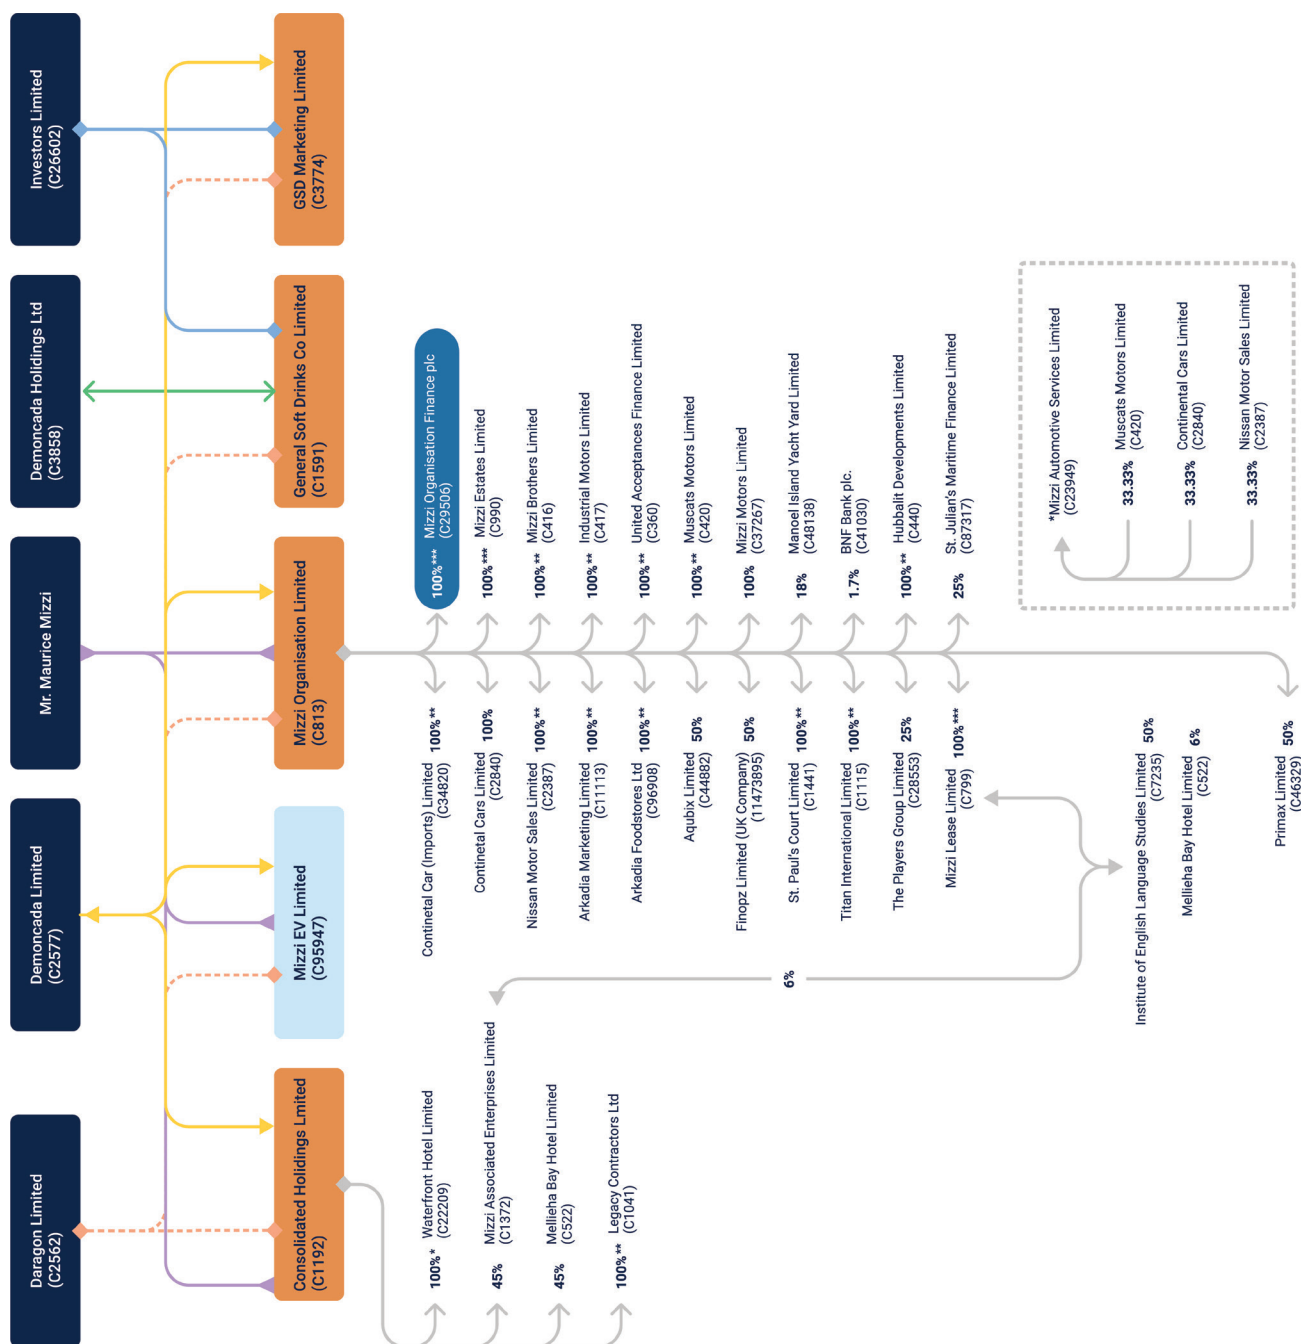 Daragon Limited
(C2562)
Demoncada Limited
(C2577)
Mr. Maurice Mizzi
Demoncada Holidings Ltd
(C3858)
Investors Limited
(C26602)
Consolidated Holidings Lmited
(C1192)
Mizzi EV Limited
(C95947)
Mizzi Organisation Limited
(C813)
General Soft Drinks Co Limited
(C1591)
GSD Marketing Limited
(C3774)
100%* Waterfront Hotel Limited
(C22209)
45% Mizzi Associated Enterprises Limited
(C1372)
45% Mellieha Bay Hotel Limited
(C522)
100%** Legacy Contractors Ltd
(C1041)
6%
Continetal Car (Imports) Limited 100%**
(C34820)
Continetal Cars Limited 100%
(C2840)
Nissan Motor Sales Limited 100%**
(C2387)
Arkadia Marketing Limited 100%**
(C11113)
Arkadia Foodstores Ltd 100%**
(C96908)
Aqubix Limited 50%
(C44882)
Finopz Limited (UK Company) 50%
(11473895)
St. Paul's Court Limited 100%**
(C1441)
Titan International Limited 100%**
(C1115)
The Players Group Limited 25%
(C28553)
Mizzi Lease Limited 100%***
(C799)
Institute of English Language Studies Limited 50%
(C7235)
Mellieha Bay Hotel Limited 6%
(C522)
Primax Limited 50%
(C46329)
100%*** Mizzi Organisation Finance plc
(C29506)
100%*** Mizzi Estates Limited
(C990)
100%** Mizzi Brothers Limited
(C416)
100%** Industrial Motors Limited
(C417)
100%** United Acceptances Finance Limited
(C360)
100%** Muscats Motors Limited
(C420)
100% Mizzi Motors Limited
(C37267)
18% Manoel Island Yacht Yard Limited
(C48138)
1.7% BNF Bank plc.
(C41030)
100%** Hubbalit Developments Limited
(C440)
25% St. Julian's Maritime Finance Limited
(C87317)
*Mizzi Automotive Services Limited
(C23949)
33.33% Muscats Motors Limited
(C420)
33.33% Continental Cars Limited
(C2840)
33.33% Nissan Motor Sales Limited
(C2387)